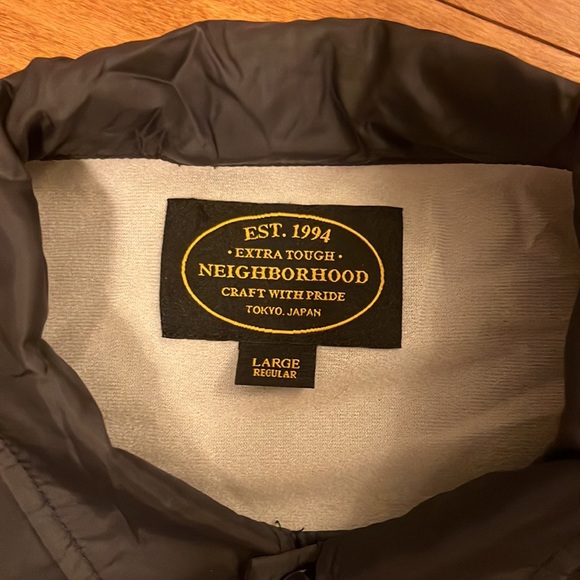 EST. 1994
· EXTRA TOUGH ·
NEIGHBORHOOD
CRAFT WITH PRIDE
TOKYO. JAPAN
LARGE
REGULAR